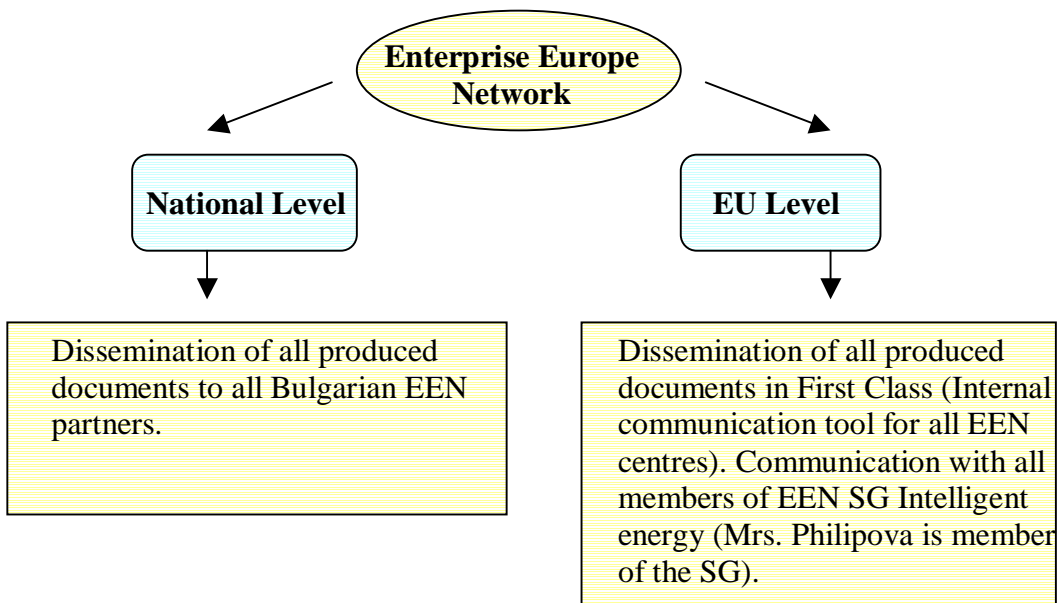 Enterprise Europe
Network
National Level
EU Level
Dissemination of all produced
documents to all Bulgarian EEN
partners.
Dissemination of all produced
documents in First Class (Internal
communication tool for all EEN
centres). Communication with all
members of EEN SG Intelligent
energy (Mrs. Philipova is member
of the SG).